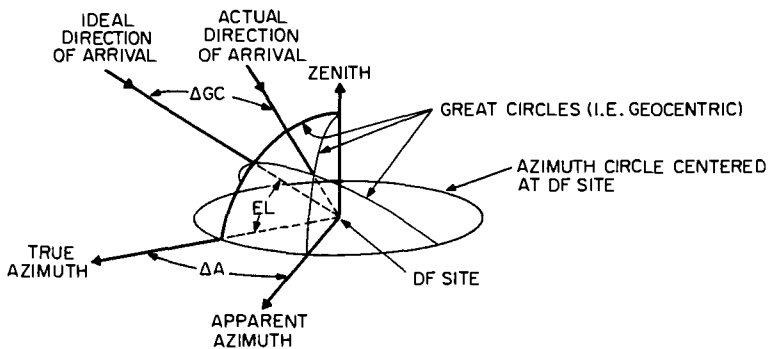 IDEAL
DIRECTION
OF ARRIVAL
ACTUAL
DIRECTION
OF ARRIVAL
ZENITH
ΔGC
GREAT CIRCLES (I.E. GEOCENTRIC)
AZIMUTH CIRCLE CENTERED
AT DF SITE
EL
TRUE
AZIMUTH
ΔA
DF SITE
APPARENT
AZIMUTH